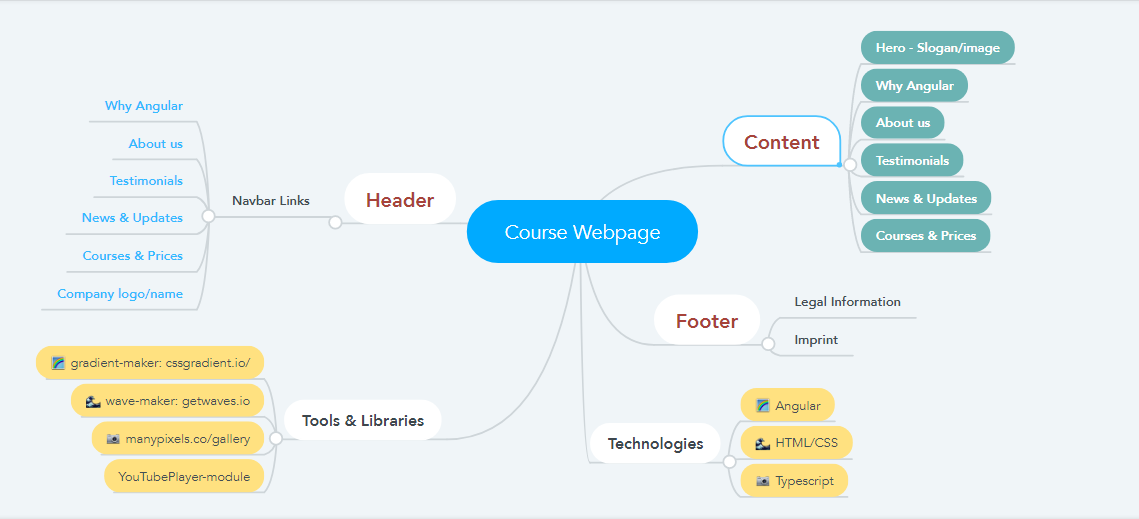 Course Webpage
Header
Navbar Links
Why Angular
About us
Testimonials
News & Updates
Courses & Prices
Company logo/name
Content
Hero - Slogan/image
Why Angular
About us
Testimonials
News & Updates
Courses & Prices
Footer
Legal Information
Imprint
Tools & Libraries
gradient-maker: cssgradient.io/
wave-maker: getwaves.io
manypixels.co/gallery
YouTubePlayer-module
Technologies
Angular
HTML/CSS
Typescript